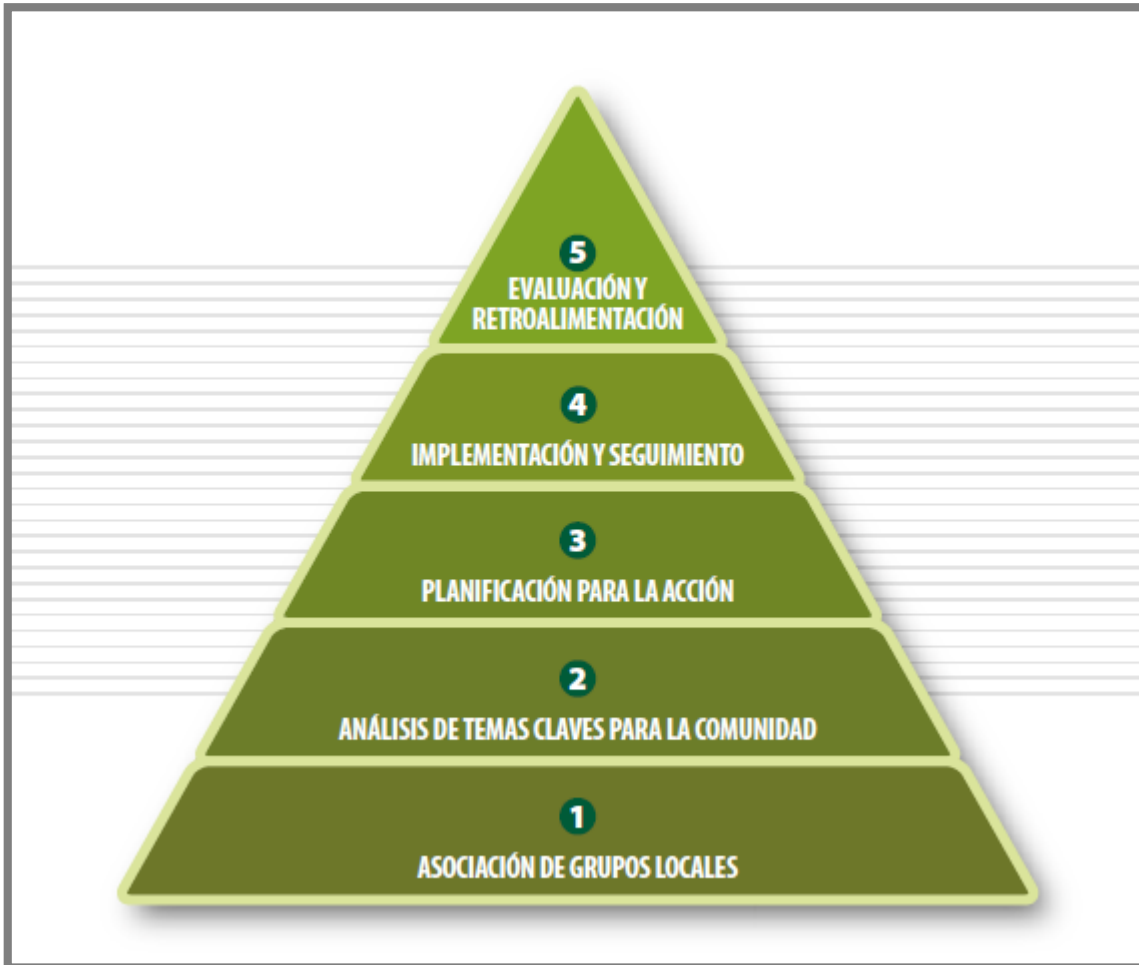 5
EVALUACIÓN Y
RETROALIMENTACIÓN
4
IMPLEMENTACIÓN Y SEGUIMIENTO
3
PLANIFICACIÓN PARA LA ACCIÓN
2
ANÁLISIS DE TEMAS CLAVES PARA LA COMUNIDAD
1
ASOCIACIÓN DE GRUPOS LOCALES